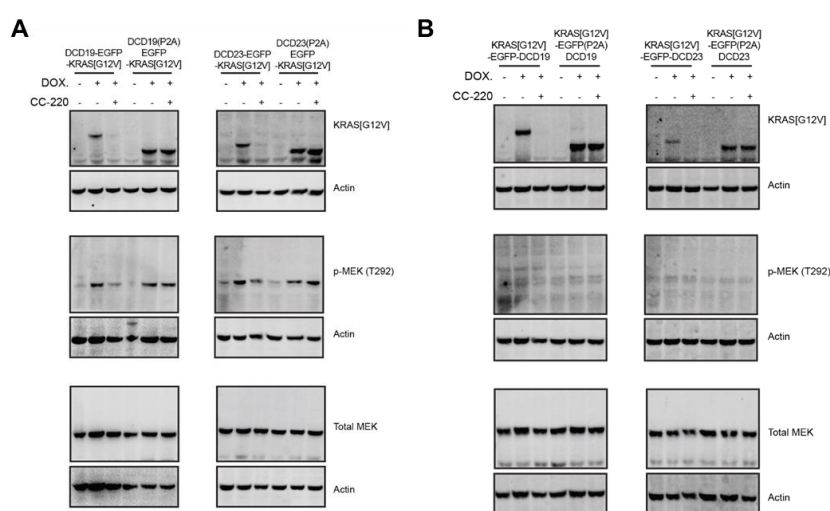 A
DCD19-EGFP
-KRAS[G12V]
DCD19(P2A)
EGFP
-KRAS[G12V]
DCD23-EGFP
-KRAS[G12V]
DCD23(P2A)
EGFP
-KRAS[G12V]
DOX. - + + - + + - + + - + +
CC-220 - - + - - + - - + - - +
KRAS[G12V]
Actin
p-MEK (T292)
Actin
Total MEK
Actin
B
KRAS[G12V]
-EGFP-DCD19
KRAS[G12V]
-EGFP(P2A)
DCD19
KRAS[G12V]
-EGFP-DCD23
KRAS[G12V]
-EGFP(P2A)
DCD23
DOX. - + + - + + - + + - + +
CC-220 - - + - - + - - + - - +
KRAS[G12V]
Actin
p-MEK (T292)
Actin
Total MEK
Actin